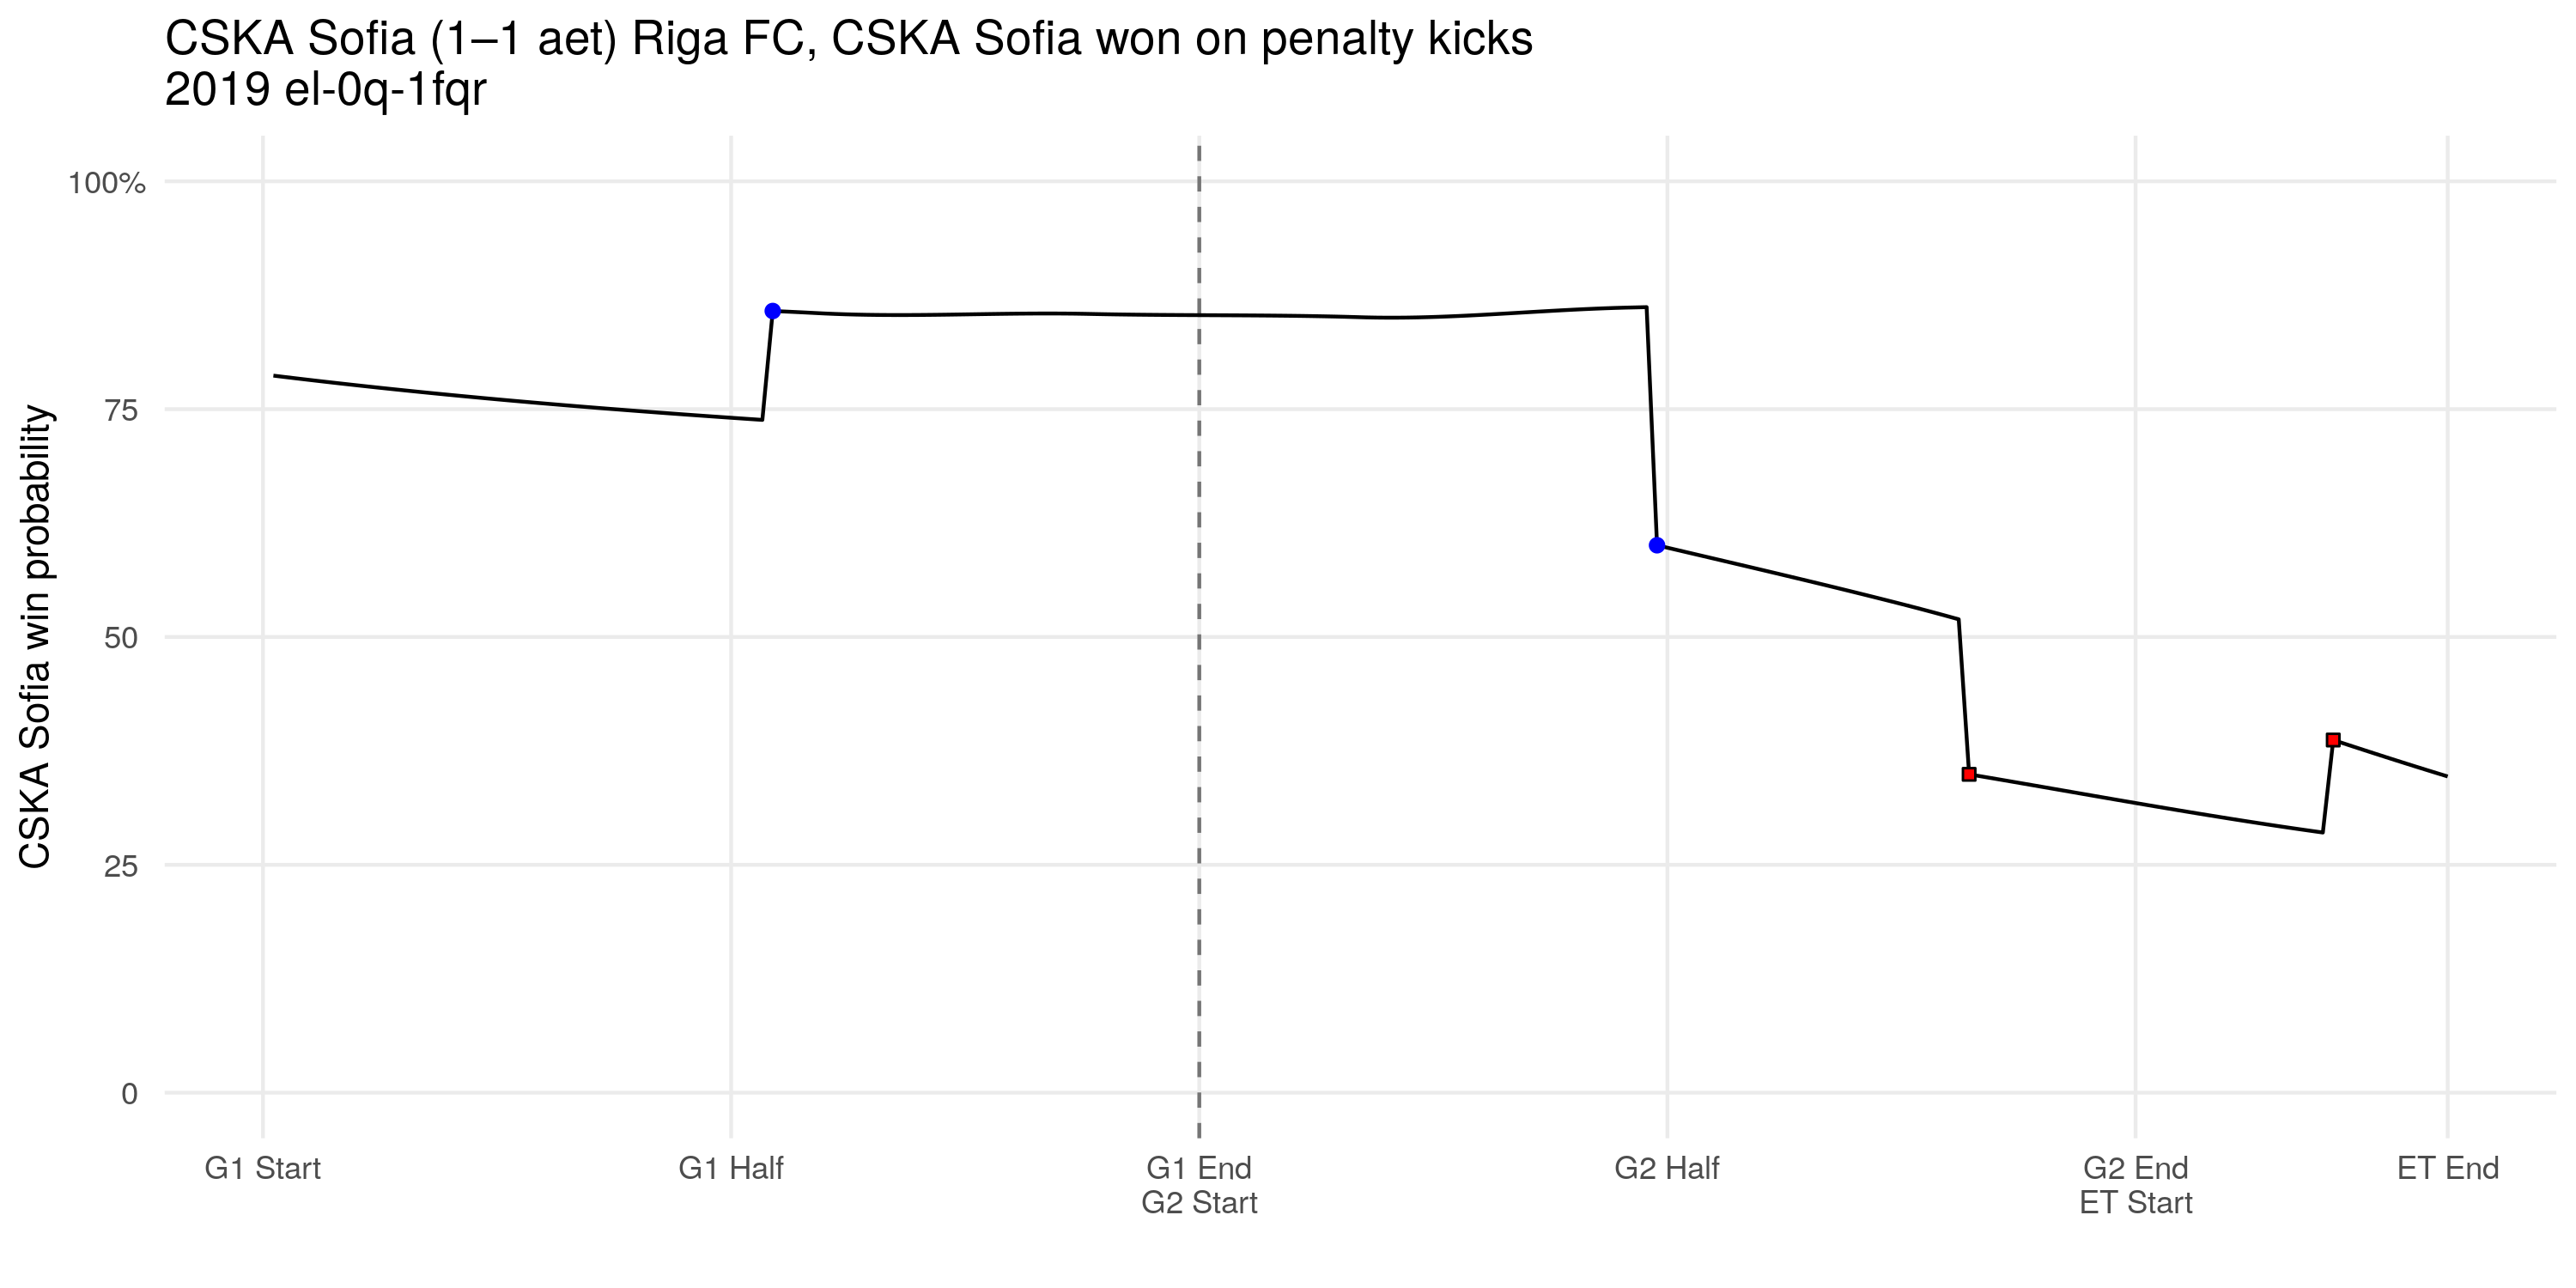 CSKA Sofia (1–1 aet) Riga FC, CSKA Sofia won on penalty kicks
2019 el-0q-1fqr
CSKA Sofia win probability
100%
75
50
25
0
G1 Start
G1 Half
G1 End
G2 Start
G2 Half
G2 End
ET Start
ET End